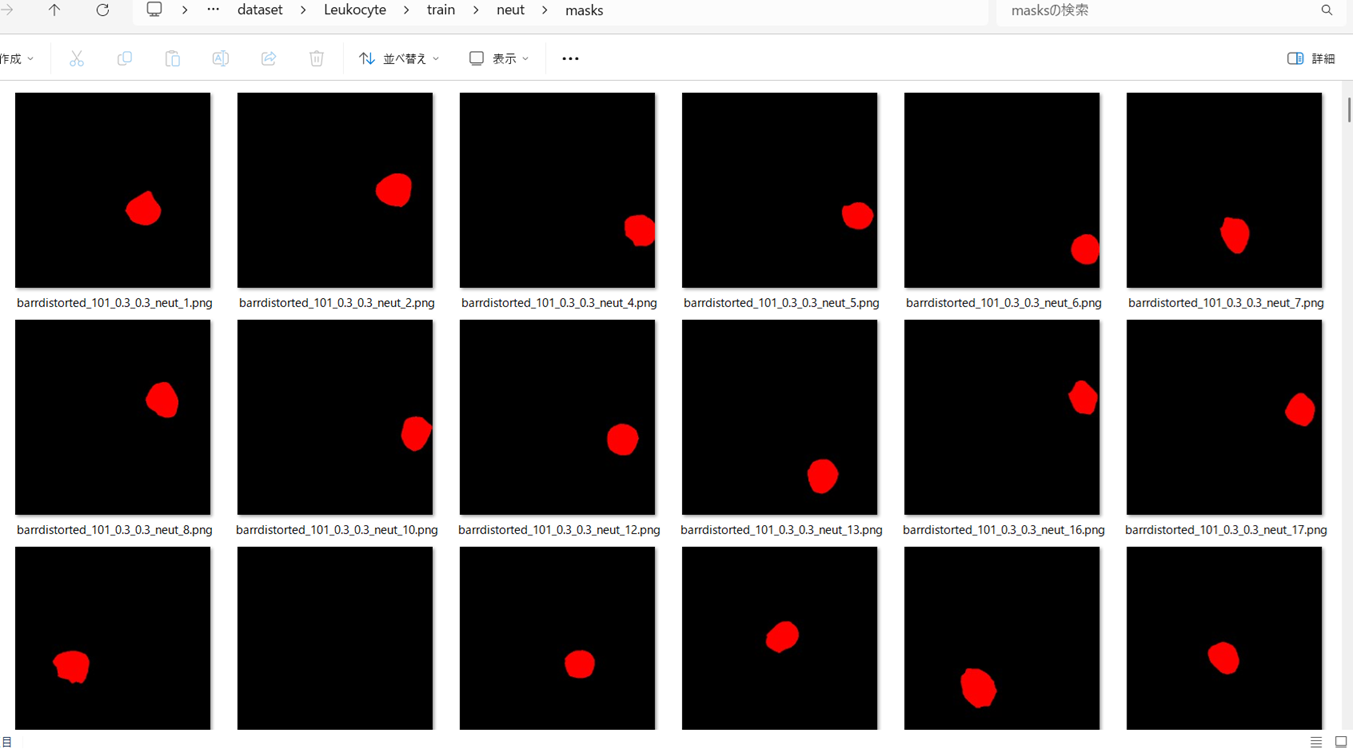 dataset > Leukocyte > train > neut > masks masksの検索
作成 並べ替え 表示 ... 詳細
barrdistorted_101_0.3_0.3_neut_1.png barrdistorted_101_0.3_0.3_neut_2.png barrdistorted_101_0.3_0.3_neut_4.png barrdistorted_101_0.3_0.3_neut_5.png barrdistorted_101_0.3_0.3_neut_6.png barrdistorted_101_0.3_0.3_neut_7.png
barrdistorted_101_0.3_0.3_neut_8.png barrdistorted_101_0.3_0.3_neut_10.png barrdistorted_101_0.3_0.3_neut_12.png barrdistorted_101_0.3_0.3_neut_13.png barrdistorted_101_0.3_0.3_neut_16.png barrdistorted_101_0.3_0.3_neut_17.png
目